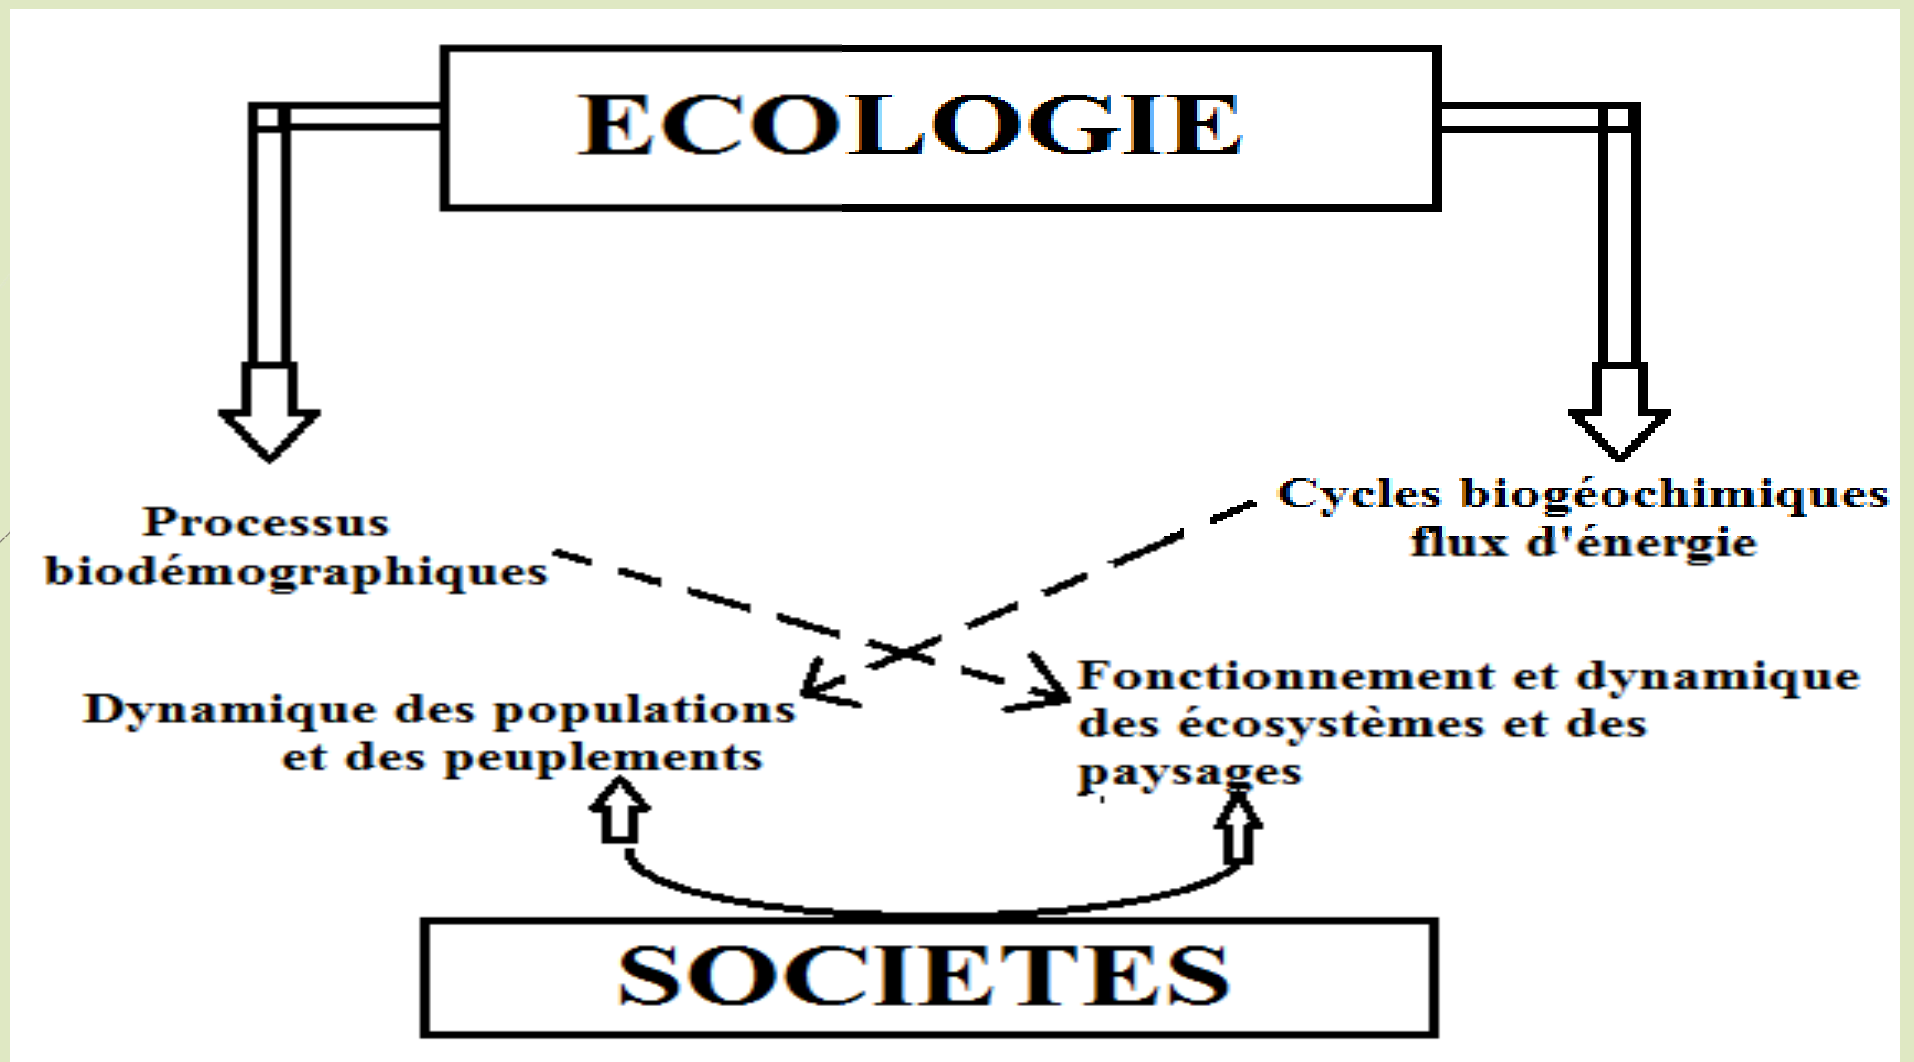 ECOLOGIE
Processus
biodémographiques
Cycles biogéochimiques
flux d'énergie
Dynamique des populations
et des peuplements
Fonctionnement et dynamique
des écosystèmes et des
paysages
SOCIETES